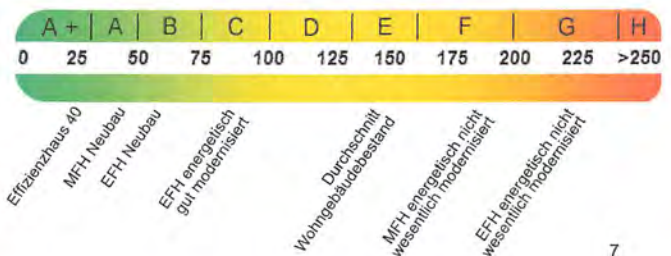 A+ A B C D E F G H
0 25 50 75 100 125 150 175 200 225 >250
Effizienzhaus 40
MFH Neubau
EFH Neubau
EFH energetisch
gut modernisiert
Durchschnitt
Wohngebäudebestand
MFH energetisch nicht
wesentlich modernisiert
EFH energetisch nicht
wesentlich modernisiert
7